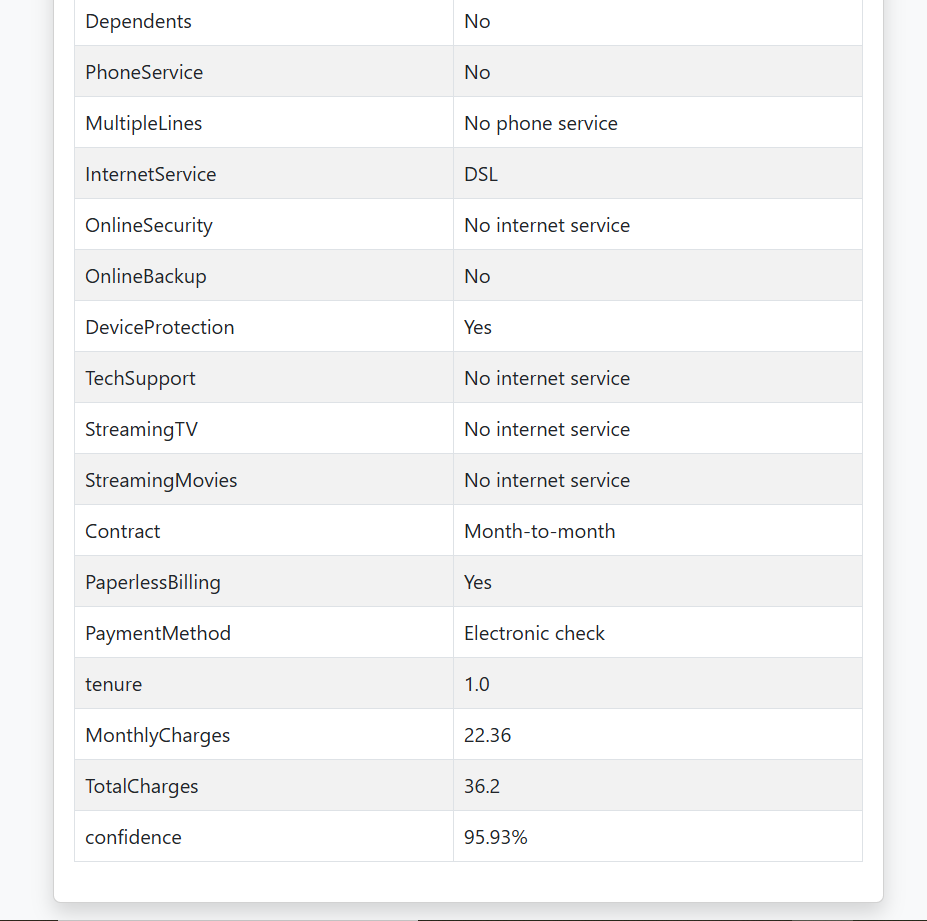 Dependents No
PhoneService No
MultipleLines No phone service
InternetService DSL
OnlineSecurity No internet service
OnlineBackup No
DeviceProtection Yes
TechSupport No internet service
StreamingTV No internet service
StreamingMovies No internet service
Contract Month-to-month
PaperlessBilling Yes
PaymentMethod Electronic check
tenure 1.0
MonthlyCharges 22.36
TotalCharges 36.2
confidence 95.93%